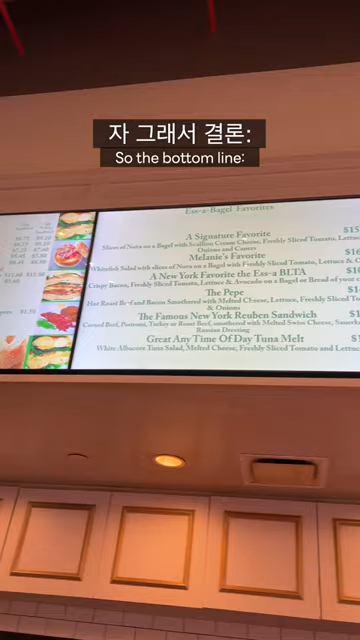 자 그래서 결론:
So the bottom line:
Ess-a-Bagel Favorites
A Signature Favorite
$15
Slices of Nova on a Bagel with Scallion Cream Cheese, Freshly Sliced Tomato,
Onions and Capers
Melanie's Favorite
Whitefish Salad with slices of Nova on a Bagel with Freshly Sliced Tomato, Lettuce &
A New York Favorite the Ess-a BLTA
Crispy Bacon, Freshly Sliced Tomato, Lettuce & Avocado on a Bagel or Bread of your
The Pepe
Hot Roast Beef and Bacon Smothered with Melted Cheese, Lettuce, Freshly Sliced
& Onions
The Famous New York Reuben Sandwich
Corned Beef, Pastrami, Turkey or Roast Beef, smothered with Melted Swiss Cheese,
Russian Dressing
Great Any Time Of Day Tuna Melt
White Albacore Tuna Salad, Melted Cheese, Freshly Sliced Tomato and Lettuce